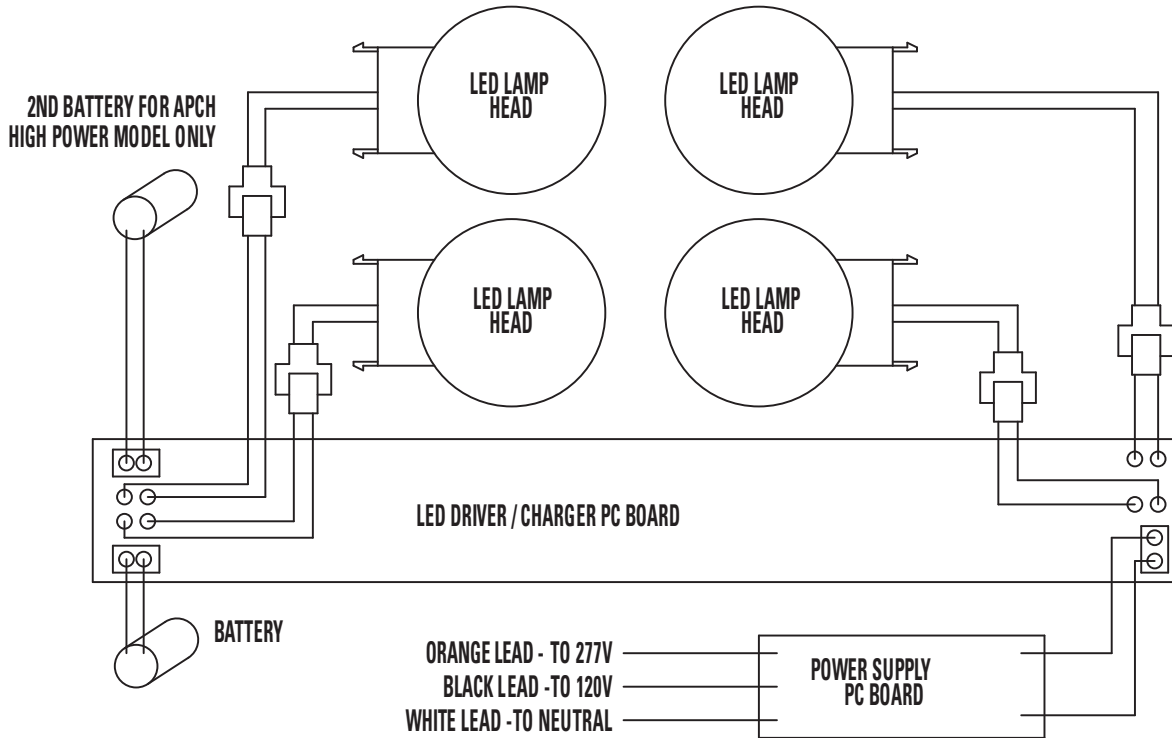 2ND BATTERY FOR APCH
HIGH POWER MODEL ONLY
LED LAMP
HEAD
LED LAMP
HEAD
LED LAMP
HEAD
LED LAMP
HEAD
LED DRIVER / CHARGER PC BOARD
BATTERY
ORANGE LEAD - TO 277V
BLACK LEAD -TO 120V
WHITE LEAD -TO NEUTRAL
POWER SUPPLY
PC BOARD